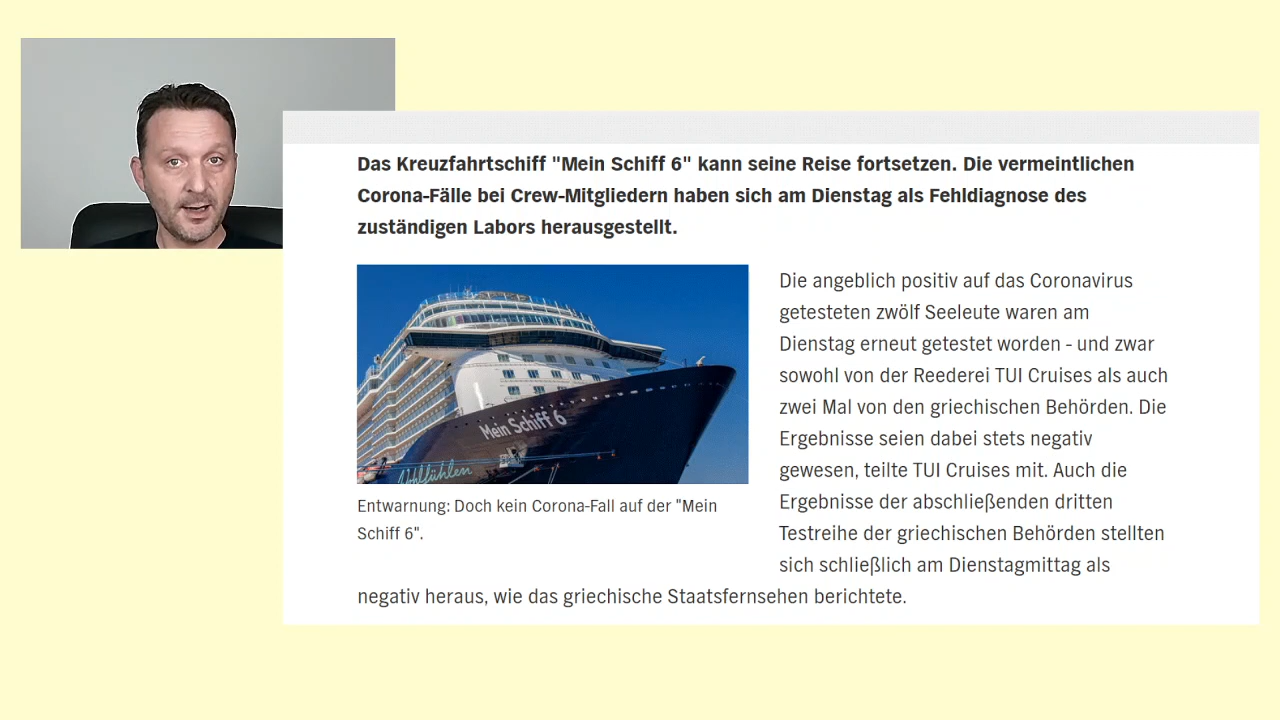 Das Kreuzfahrtschiff "Mein Schiff 6" kann seine Reise fortsetzen. Die vermeintlichen
Corona-Fälle bei Crew-Mitgliedern haben sich am Dienstag als Fehldiagnose des
zuständigen Labors herausgestellt.
Mein Schiff 6
Wohlfühlen
Entwarnung: Doch kein Corona-Fall auf der "Mein
Schiff 6".
Die angeblich positiv auf das Coronavirus
getesteten zwölf Seeleute waren am
Dienstag erneut getestet worden - und zwar
sowohl von der Reederei TUI Cruises als auch
zwei Mal von den griechischen Behörden. Die
Ergebnisse seien dabei stets negativ
gewesen, teilte TUI Cruises mit. Auch die
Ergebnisse der abschließenden dritten
Testreihe der griechischen Behörden stellten
sich schließlich am Dienstagmittag als
negativ heraus, wie das griechische Staatsfernsehen berichtete.